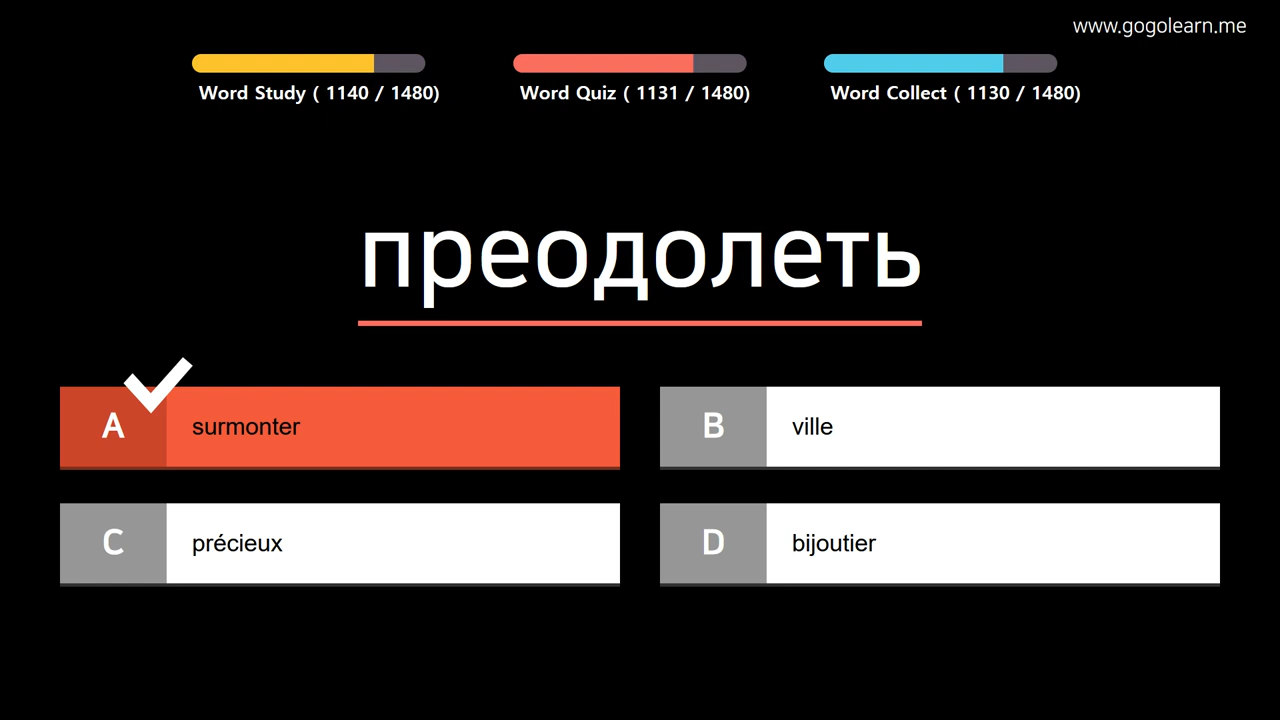 www.gogolearn.me
Word Study ( 1140 / 1480)
Word Quiz ( 1131 / 1480)
Word Collect ( 1130 / 1480)
преодолеть
A surmonter
B ville
C précieux
D bijoutier